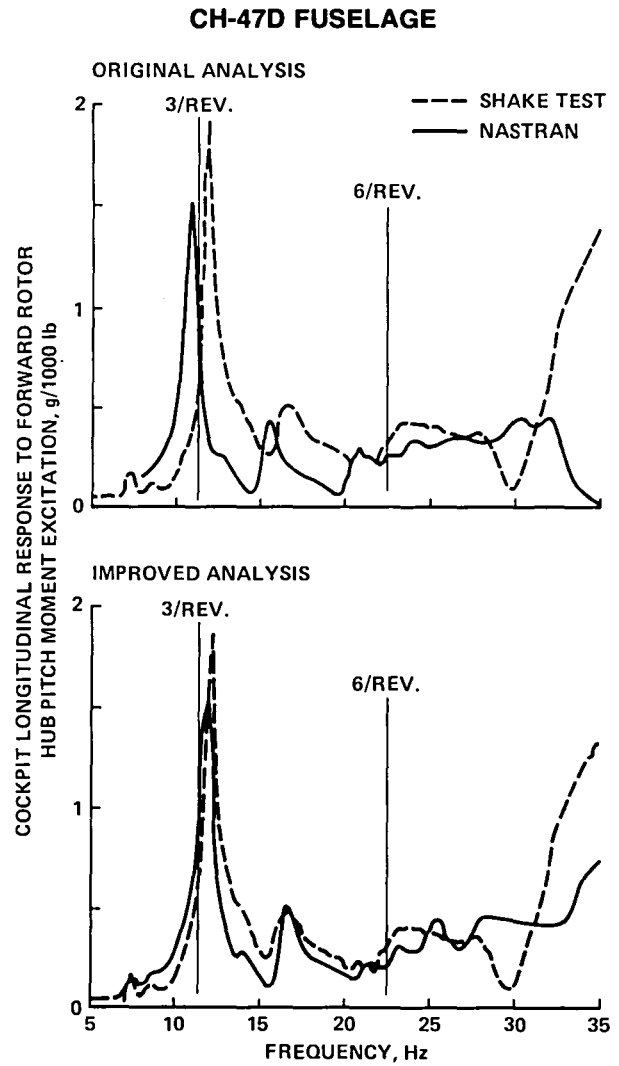 CH-47D FUSELAGE
ORIGINAL ANALYSIS
3/REV.
SHAKE TEST
NASTRAN
6/REV.
2
1
0
COCKPIT LONGITUDINAL RESPONSE TO FORWARD ROTOR
HUB PITCH MOMENT EXCITATION, g/1000 lb
IMPROVED ANALYSIS
3/REV.
6/REV.
2
1
0
5 10 15 20 25 30 35
FREQUENCY, Hz